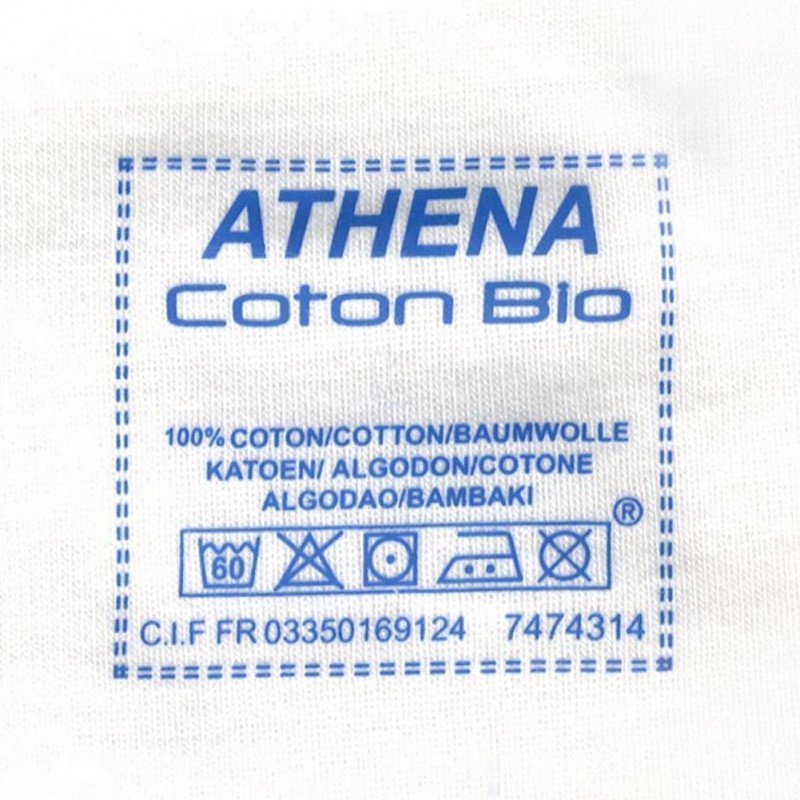 ATHENA
Coton Bio
100% COTON/COTTON/BAUMWOLLE
KATOEN/ ALGODON/COTONE
ALGODAO/BAMBAKI
®
60
C.I.F FR 03350169124 7474314